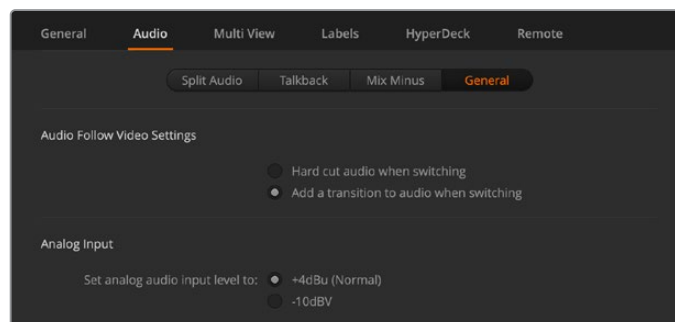 General Audio Multi View Labels HyperDeck Remote
Split Audio Talkback Mix Minus General
Audio Follow Video Settings
Hard cut audio when switching
Add a transition to audio when switching
Analog Input
Set analog audio input level to: +4dBu (Normal)
-10dBV